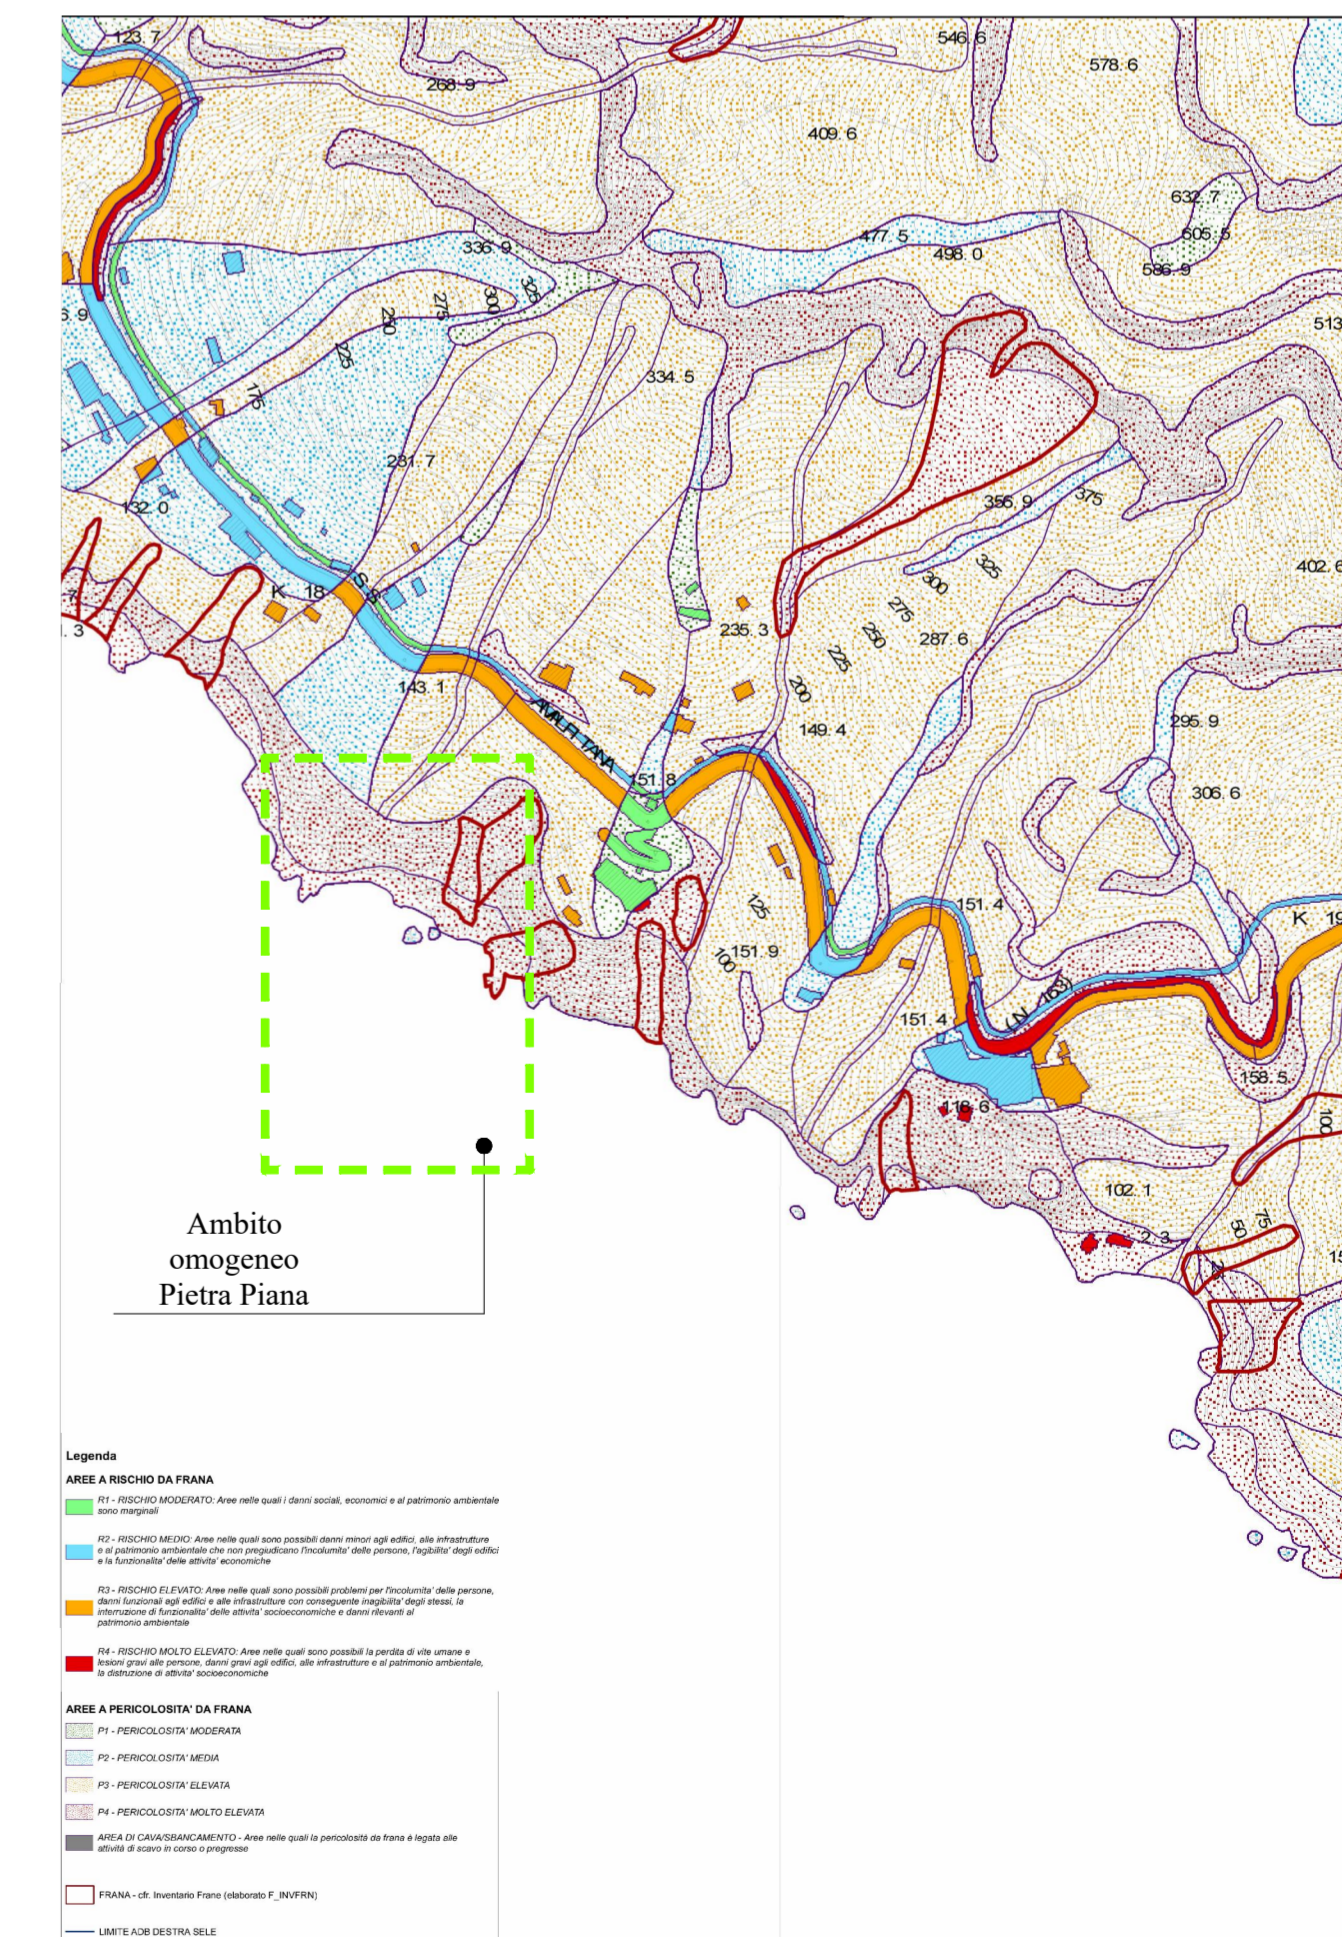 123.7
546.6
578.6
268.9
409.6
632.7
605.5
586.9
477.5
498.0
336.9
325
300
275
250
225
175
513
334.5
231.7
132.0
355.9
375
325
300
402.6
K 18
S S
235.3
275
287.6
250
225
200
143.1
AMALFITANA
149.4
295.9
151.8
306.6
125
151.4
K 19
151.9
100
151.4
(N. 163)
158.5
118.6
100
102.1
75
50
2.3
25
Ambito
omogeneo
Pietra Piana
Legenda
AREE A RISCHIO DA FRANA
R1 - RISCHIO MODERATO: Aree nelle quali i danni sociali, economici e al patrimonio ambientale
sono marginali
R2 - RISCHIO MEDIO: Aree nelle quali sono possibili danni minori agli edifici, alle infrastrutture
e al patrimonio ambientale che non pregiudicano l'incolumita' delle persone, l'agibilita' degli edifici
e la funzionalita' delle attivita' economiche
R3 - RISCHIO ELEVATO: Aree nelle quali sono possibili problemi per l'incolumita' delle persone,
danni funzionali agli edifici e alle infrastrutture con conseguente inagibilita' degli stessi, la
interruzione di funzionalita' delle attivita' socioeconomiche e danni rilevanti al
patrimonio ambientale
R4 - RISCHIO MOLTO ELEVATO: Aree nelle quali sono possibili la perdita di vite umane e
lesioni gravi alle persone, danni gravi agli edifici, alle infrastrutture e al patrimonio ambientale,
la distruzione di attivita' socioeconomiche
AREE A PERICOLOSITA' DA FRANA
P1 - PERICOLOSITA' MODERATA
P2 - PERICOLOSITA' MEDIA
P3 - PERICOLOSITA' ELEVATA
P4 - PERICOLOSITA' MOLTO ELEVATA
AREA DI CAVA/SBANCAMENTO - Aree nelle quali la pericolosità da frana è legata alle
attività di scavo in corso o pregresse
FRANA - cfr. Inventario Frane (elaborato F_INVFRN)
LIMITE ADB DESTRA SELE